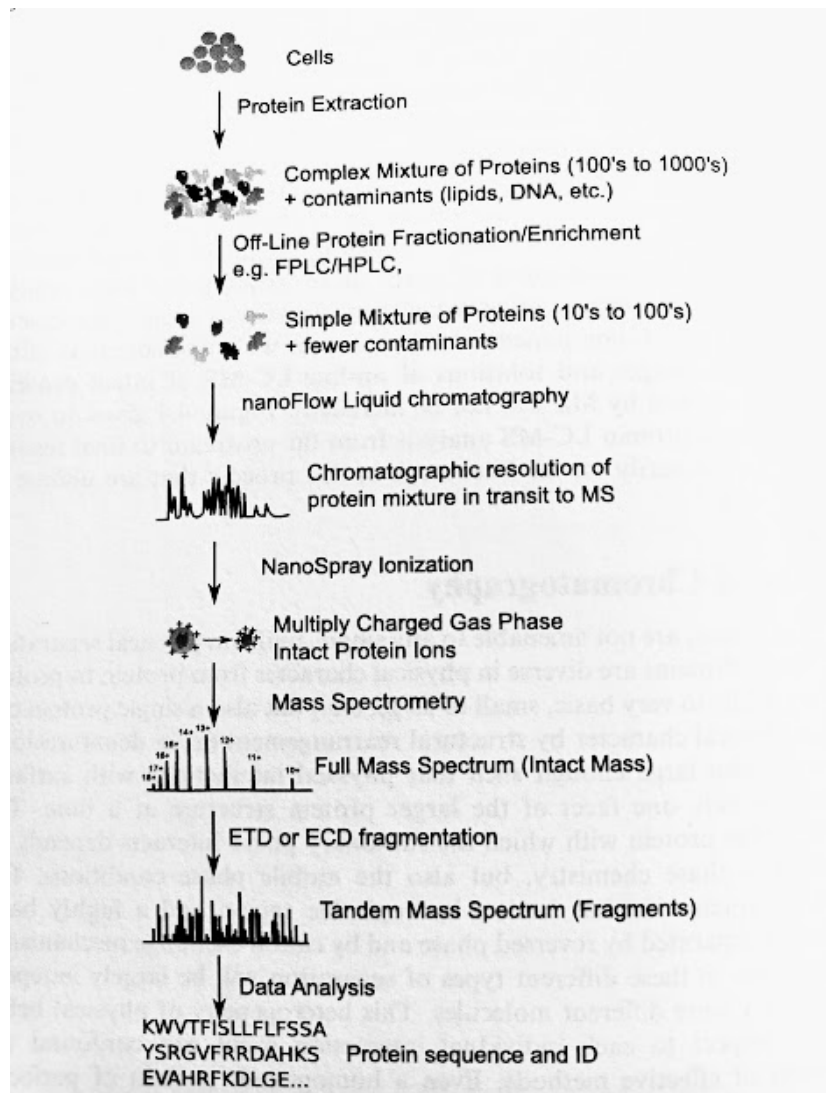 Cells
Protein Extraction
Complex Mixture of Proteins (100's to 1000's)
+ contaminants (lipids, DNA, etc.)
Off-Line Protein Fractionation/Enrichment
e.g. FPLC/HPLC,
Simple Mixture of Proteins (10's to 100's)
+ fewer contaminants
nanoFlow Liquid chromatography
Chromatographic resolution of
protein mixture in transit to MS
NanoSpray Ionization
Multiply Charged Gas Phase
Intact Protein Ions
Mass Spectrometry
14+ 13+
11+
Full Mass Spectrum (Intact Mass)
ETD or ECD fragmentation
Tandem Mass Spectrum (Fragments)
Data Analysis
KWVTFISLLFLFSSA
YSRGVFRRDAHKS Protein sequence and ID
EVAHRFKDLGE...